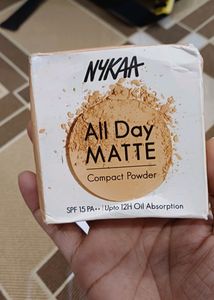 NYKAA
All Day
MATTE
Compact Powder
SPF 15 PA++ | Upto 12H Oil Absorption